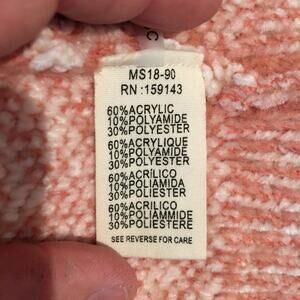 C
MS18-90
RN :159143
60%ACRYLIC
10%POLYAMIDE
30%POLYESTER
60%ACRYLIQUE
10%POLYAMIDE
30%POLYESTER
60%ACRÍLICO
10%POLIAMIDA
30%POLIESTER
60%ACRILICO
10%POLIAMMIDE
30%POLIESTERE
SEE REVERSE FOR CARE